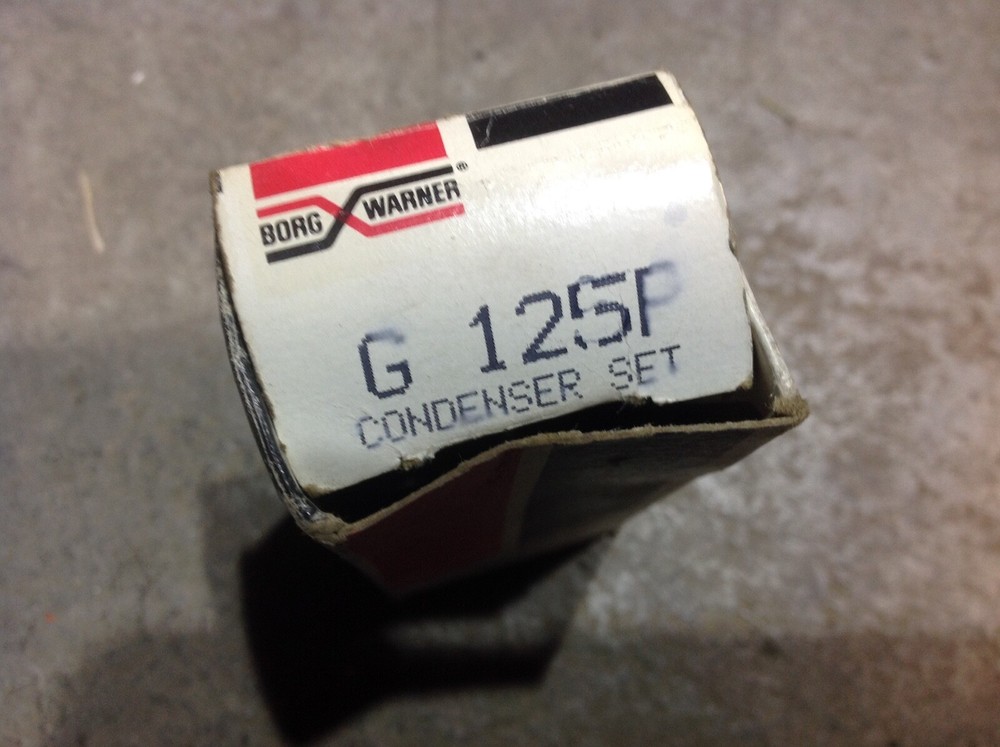 BORG WARNER®
G 125P
CONDENSER SET